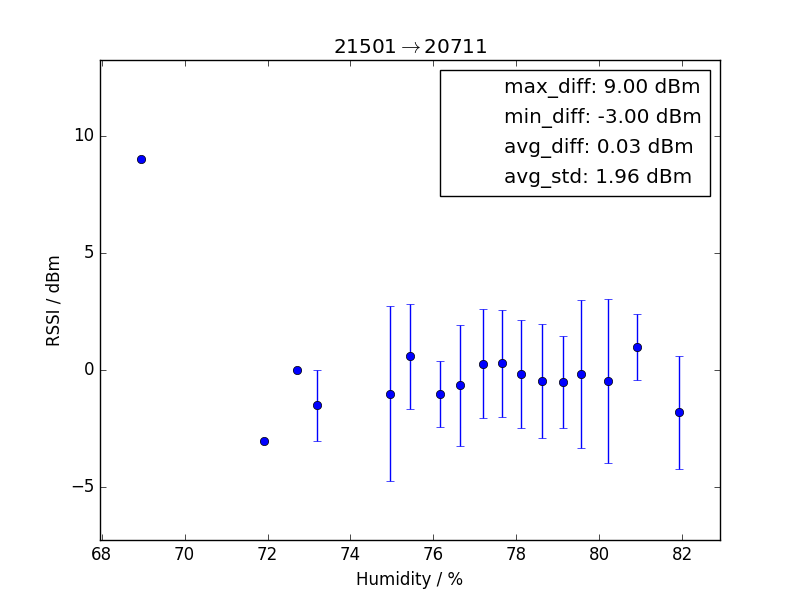 21501→20711
max_diff: 9.00 dBm
min_diff: -3.00 dBm
avg_diff: 0.03 dBm
avg_std: 1.96 dBm
10
5
0
−5
RSSI / dBm
68 70 72 74 76 78 80 82
Humidity / %